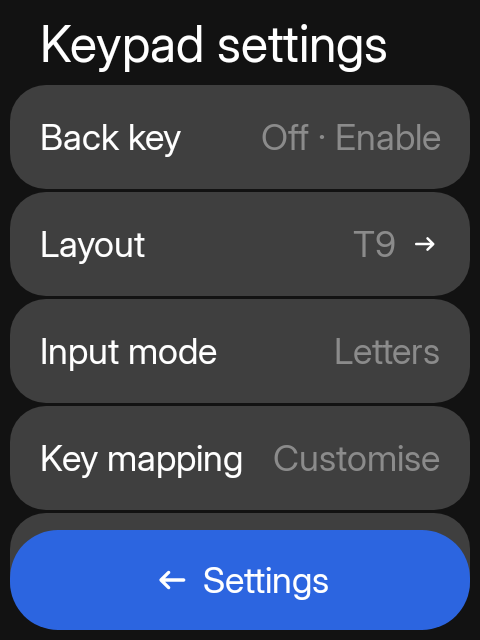 Keypad settings
Back key Off · Enable
Layout T9 →
Input mode Letters
Key mapping Customise
← Settings